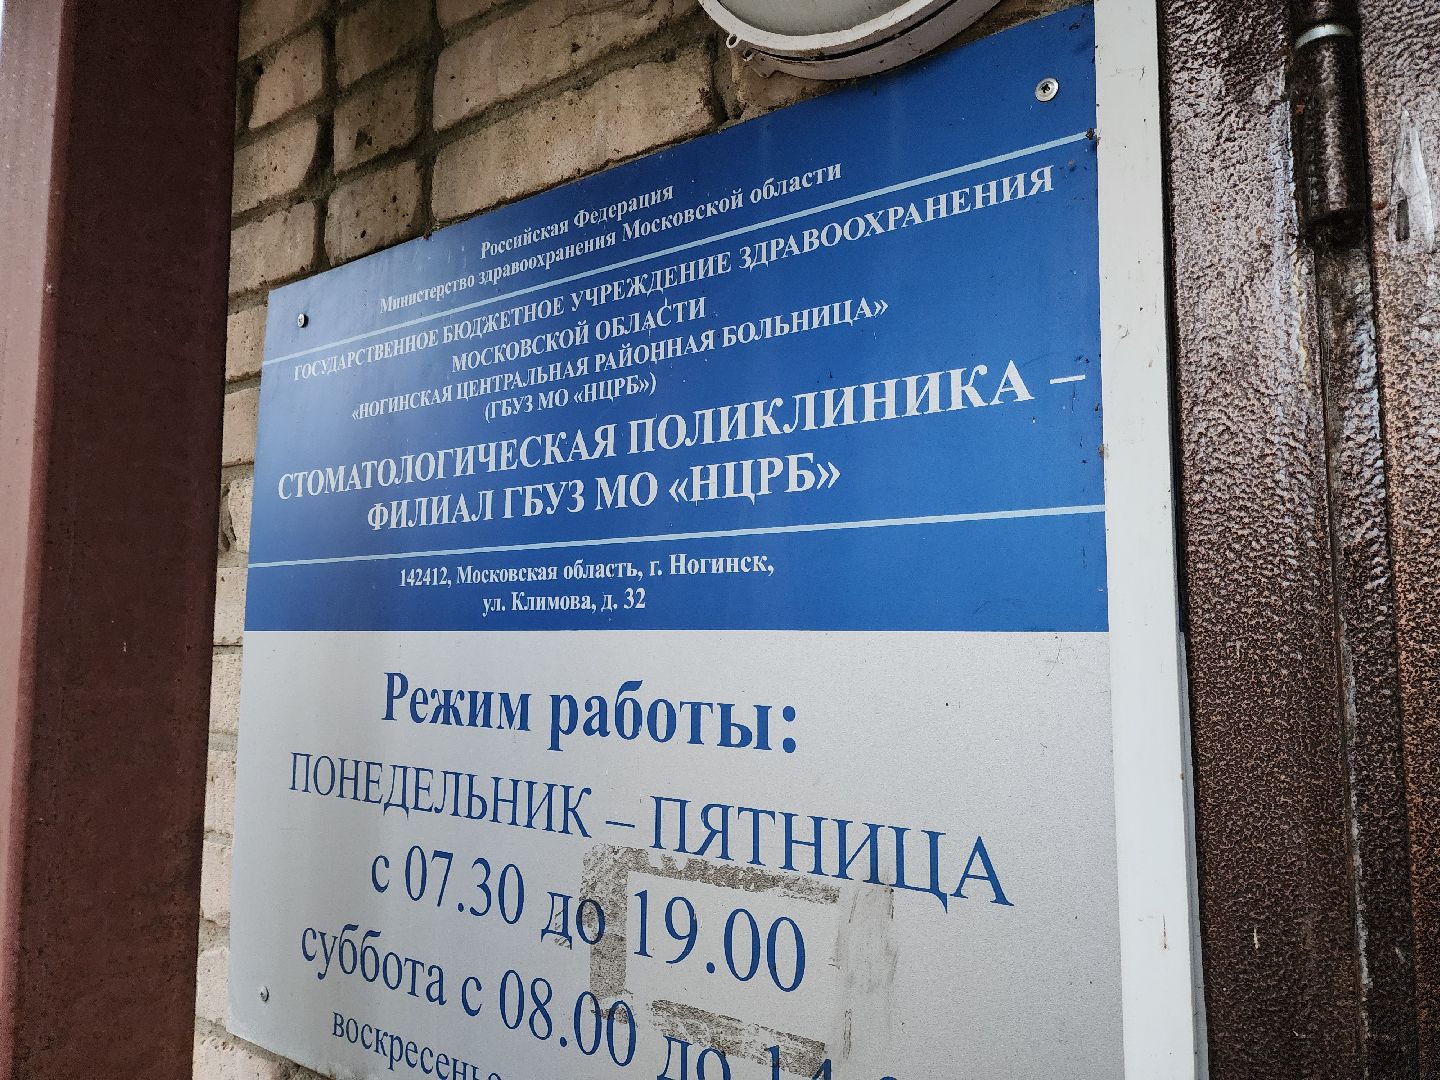 Российская Федерация
Министерство здравоохранения Московской области
ГОСУДАРСТВЕННОЕ БЮДЖЕТНОЕ УЧРЕЖДЕНИЕ ЗДРАВООХРАНЕНИЯ
МОСКОВСКОЙ ОБЛАСТИ
«НОГИНСКАЯ ЦЕНТРАЛЬНАЯ РАЙОННАЯ БОЛЬНИЦА»
(ГБУЗ МО «НЦРБ»)
СТОМАТОЛОГИЧЕСКАЯ ПОЛИКЛИНИКА –
ФИЛИАЛ ГБУЗ МО «НЦРБ»
142412, Московская область, г. Ногинск,
ул. Климова, д. 32
Режим работы:
ПОНЕДЕЛЬНИК – ПЯТНИЦА
с 07.30 до 19.00
суббота с 08.00 до